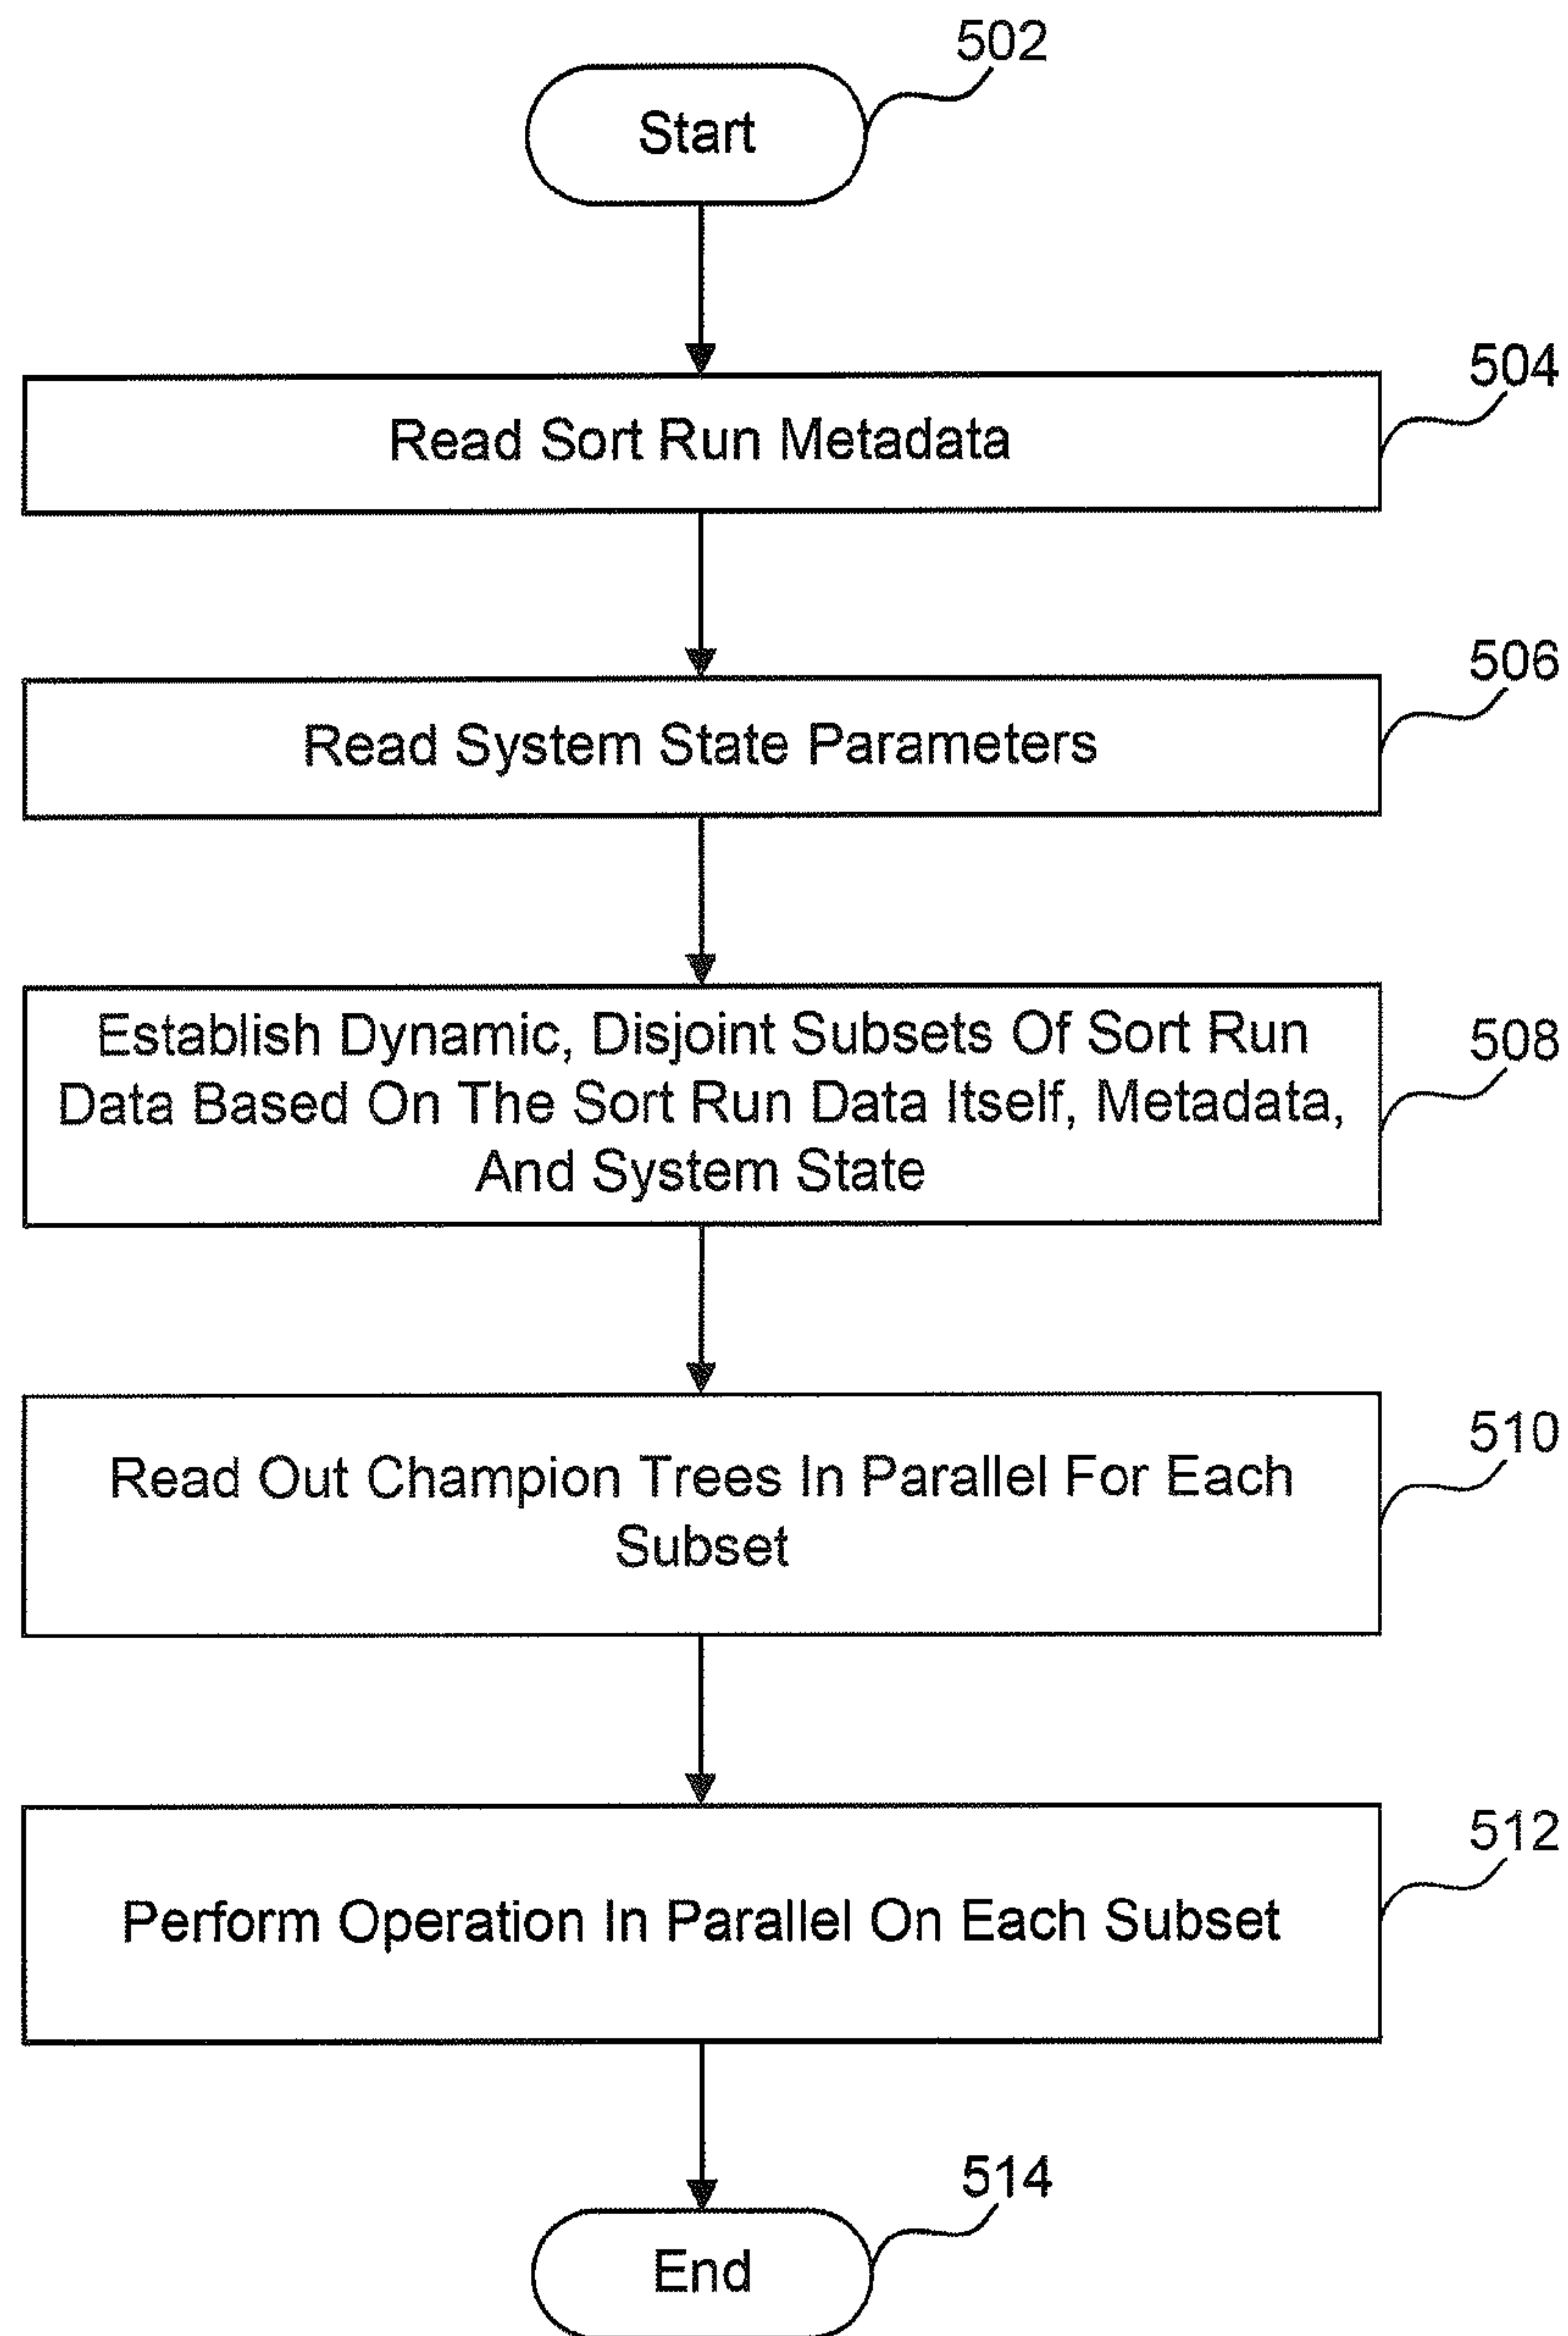 502
Start
504
Read Sort Run Metadata
506
Read System State Parameters
508
Establish Dynamic, Disjoint Subsets Of Sort Run
Data Based On The Sort Run Data Itself, Metadata,
And System State
510
Read Out Champion Trees In Parallel For Each
Subset
512
Perform Operation In Parallel On Each Subset
514
End